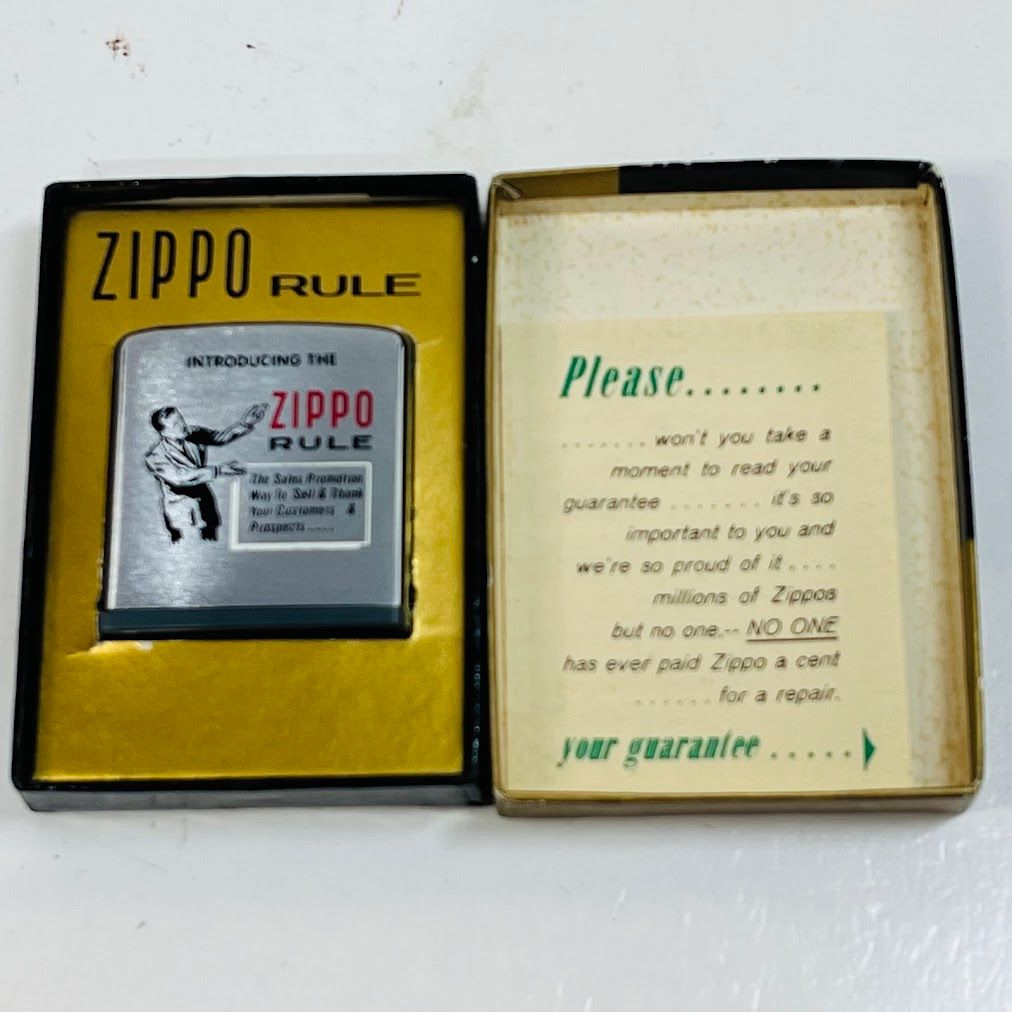 ZIPPO RULE
INTRODUCING THE
ZIPPO
RULE
The Sales Promotion
Way To Sell & Thank
Your Customers &
Prospects.....
Please........
....... won't you take a
moment to read your
guarantee ....... it's so
important to you and
we're so proud of it ....
millions of Zippos
but no one,-- NO ONE
has ever paid Zippo a cent
...... for a repair.
your guarantee .....